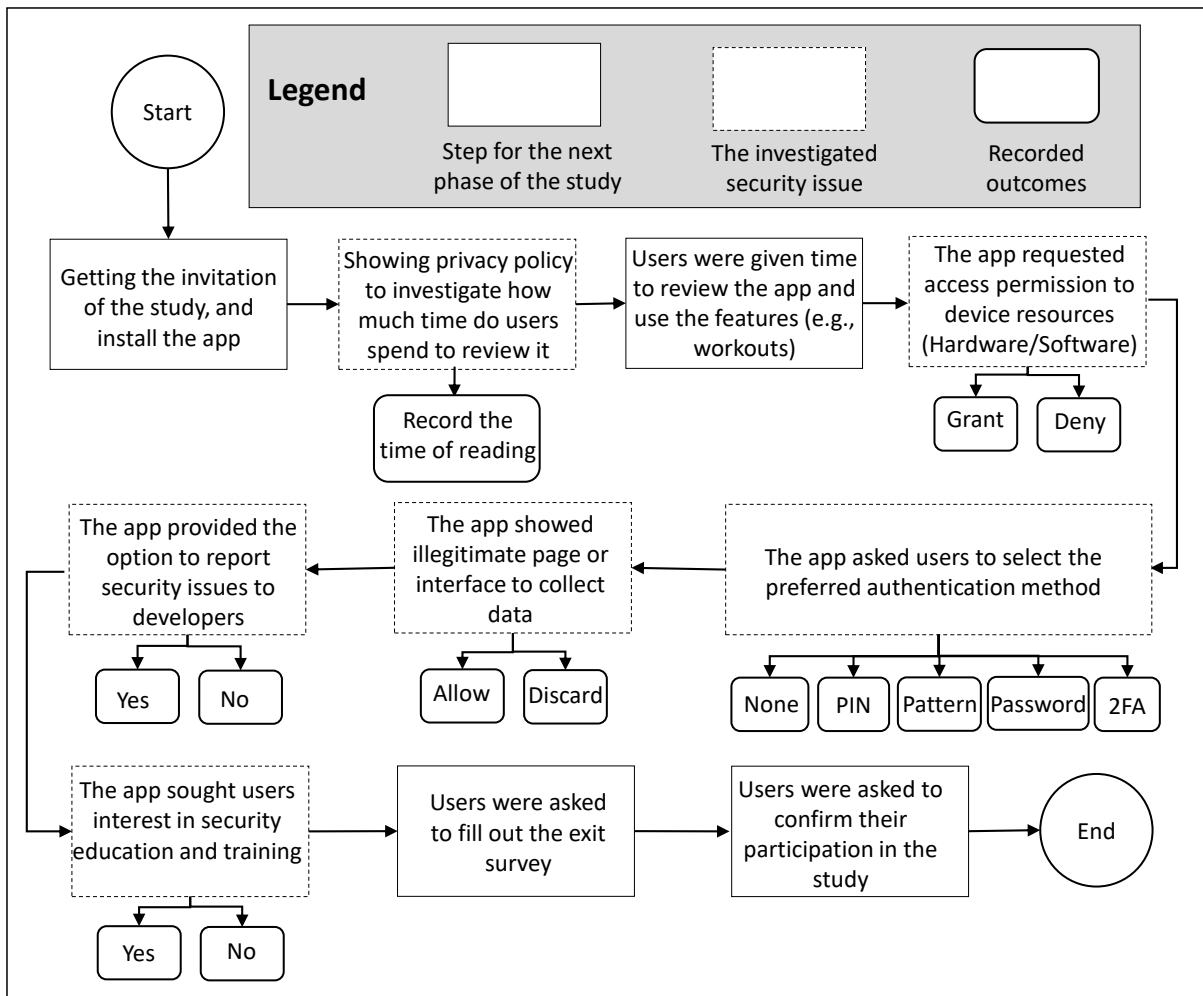 Legend
Step for the next
phase of the study
The investigated
security issue
Recorded
outcomes
Start
Getting the invitation
of the study, and
install the app
Showing privacy policy
to investigate how
much time do users
spend to review it
Record the
time of reading
Users were given time
to review the app and
use the features (e.g.,
workouts)
The app requested
access permission to
device resources
(Hardware/Software)
Grant
Deny
The app asked users to select the
preferred authentication method
None
PIN
Pattern
Password
2FA
The app showed
illegitimate page or
interface to collect
data
Allow
Discard
The app provided the
option to report
security issues to
developers
Yes
No
The app sought users
interest in security
education and training
Yes
No
Users were asked
to fill out the exit
survey
Users were asked to
confirm their
participation in the
study
End